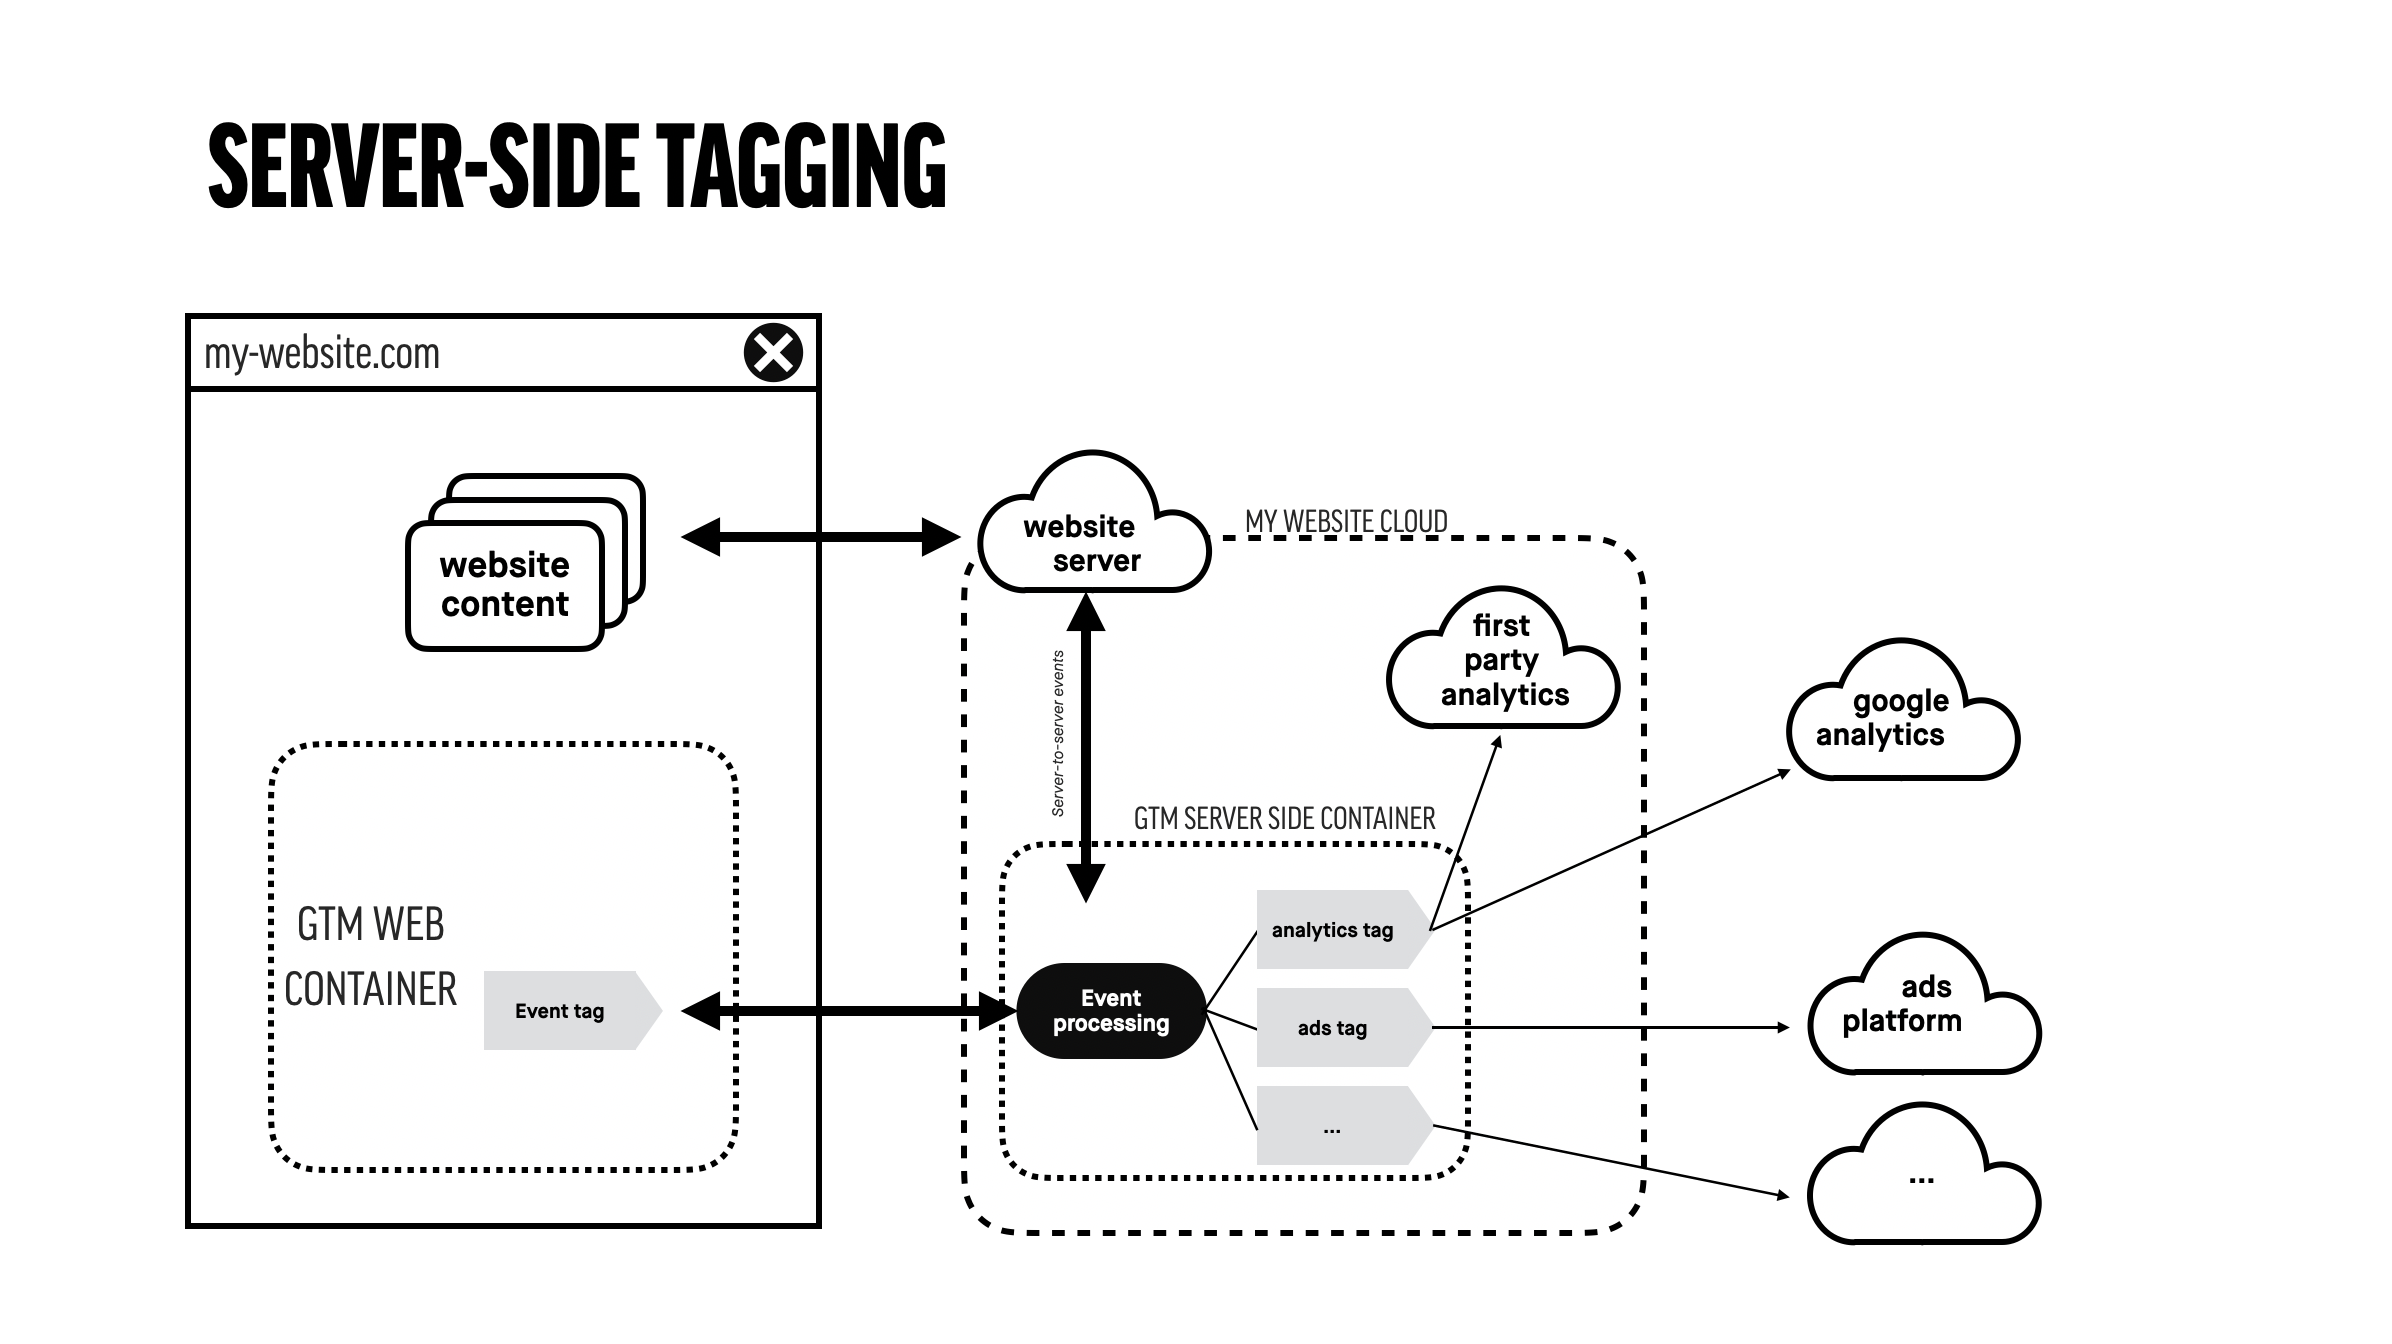 SERVER-SIDE TAGGING
my-website.com
website
content
website
server
MY WEBSITE CLOUD
first
party
analytics
google
analytics
Server-to-server events
GTM SERVER SIDE CONTAINER
GTM WEB
CONTAINER
Event tag
Event
processing
analytics tag
ads tag
...
ads
platform
...